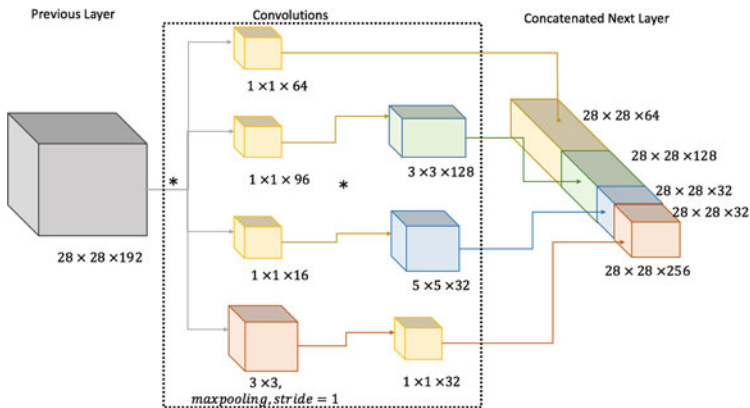 Previous Layer
Convolutions
Concatenated Next Layer
1 ×1×64
28 × 28 ×64
*
1 ×1×96
*
3 ×3×128
28 × 28 ×128
28 × 28 ×32
28 × 28 ×32
28 × 28 ×192
1 ×1×16
5 ×5×32
28 × 28 ×256
3 ×3,
maxpooling, stride = 1
1 ×1×32